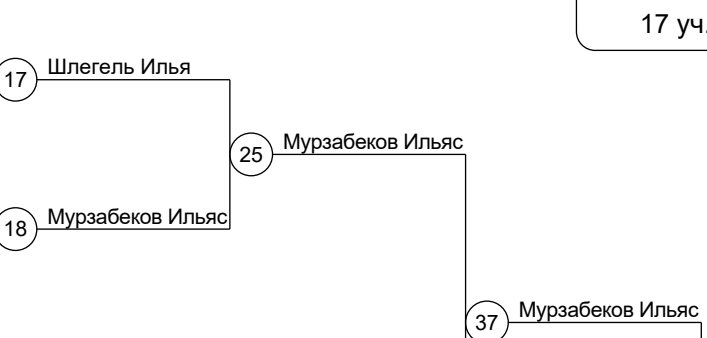 17 уч.
17 Шлегель Илья
25 Мурзабеков Ильяс
18 Мурзабеков Ильяс
37 Мурзабеков Ильяс